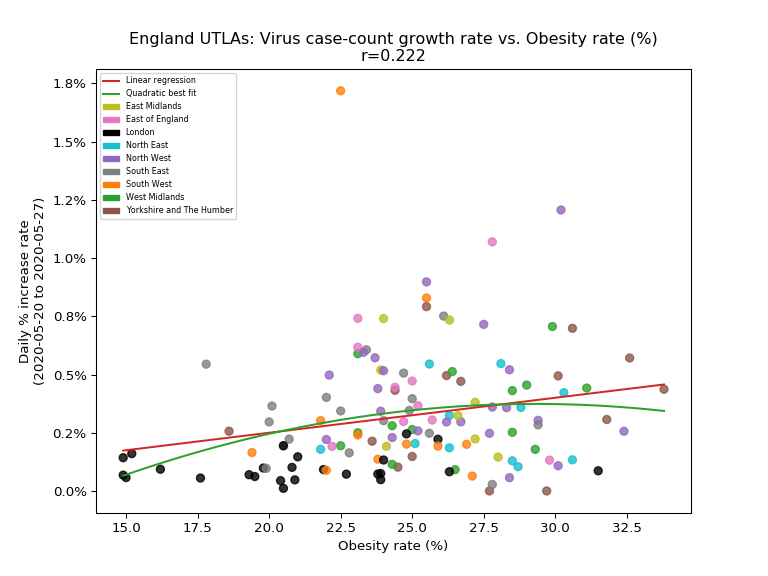 England UTLAs: Virus case-count growth rate vs. Obesity rate (%)
r=0.222
Linear regression
Quadratic best fit
East Midlands
East of England
London
North East
North West
South East
South West
West Midlands
Yorkshire and The Humber
1.8%
1.5%
1.2%
1.0%
0.8%
0.5%
0.2%
0.0%
Daily % increase rate
(2020-05-20 to 2020-05-27)
15.0 17.5 20.0 22.5 25.0 27.5 30.0 32.5
Obesity rate (%)